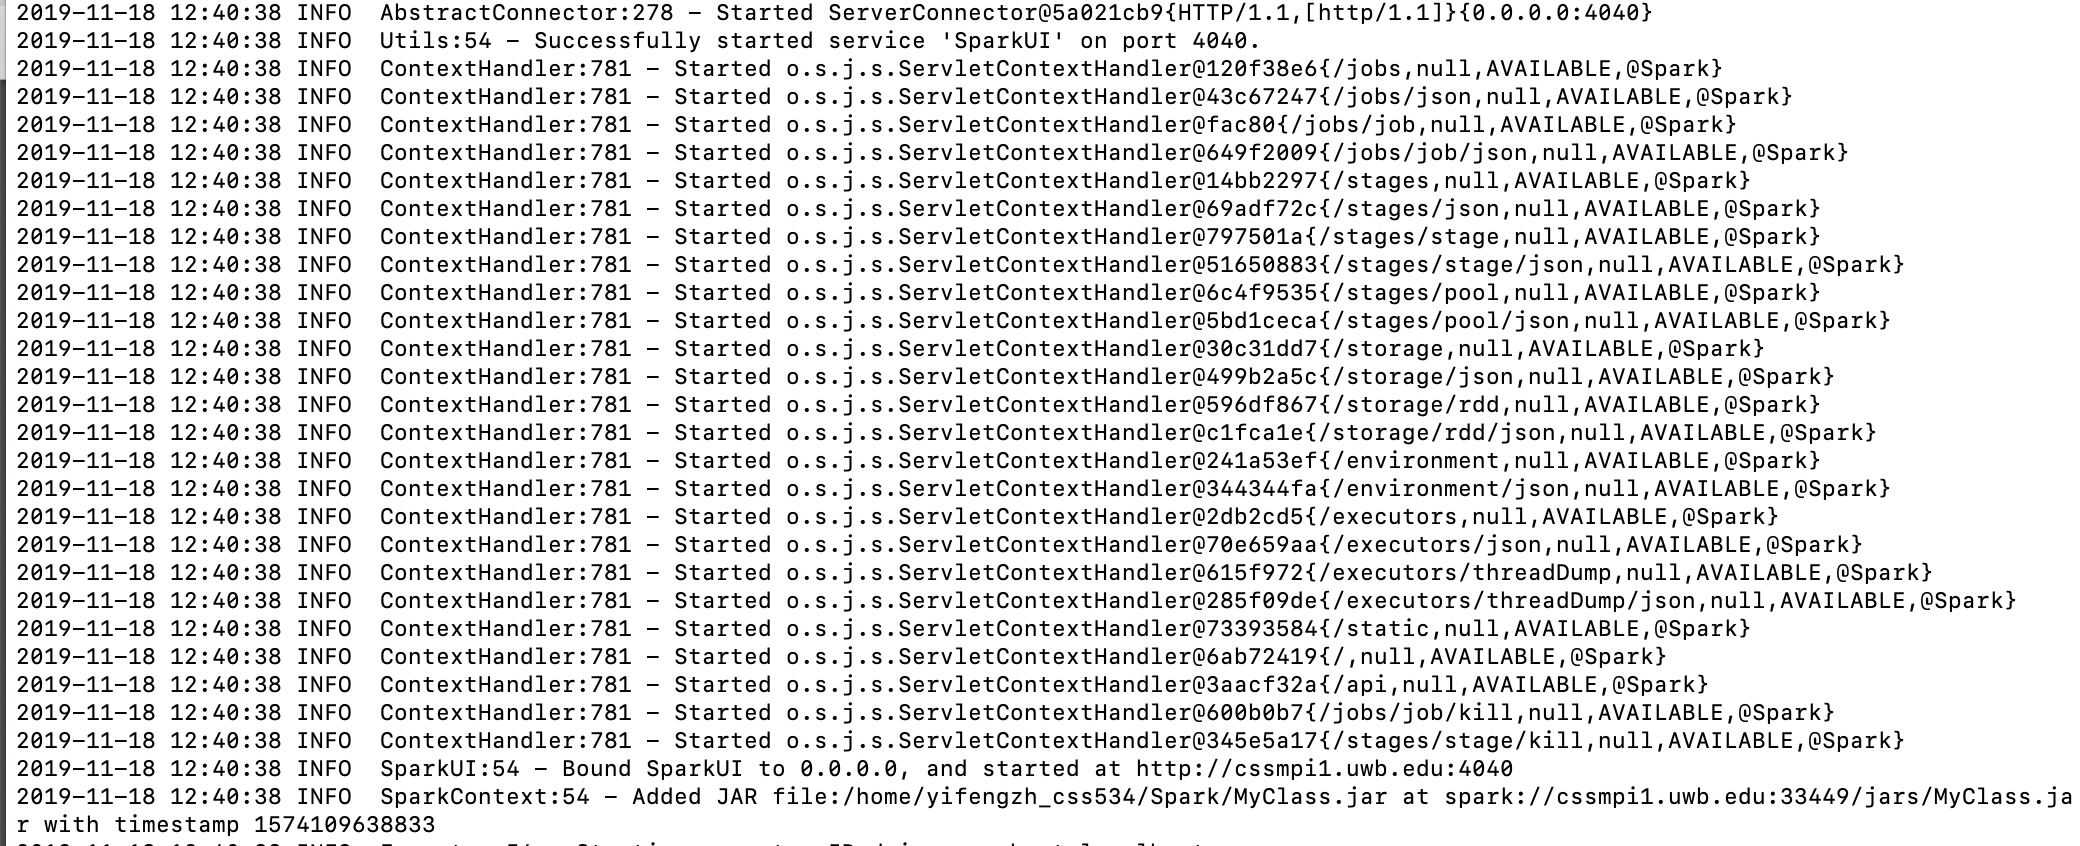 2019-11-18 12:40:38 INFO  AbstractConnector:278 - Started ServerConnector@5a021cb9{HTTP/1.1,[http/1.1]}{0.0.0.0:4040}
2019-11-18 12:40:38 INFO  Utils:54 - Successfully started service 'SparkUI' on port 4040.
2019-11-18 12:40:38 INFO  ContextHandler:781 - Started o.s.j.s.ServletContextHandler@120f38e6{/jobs,null,AVAILABLE,@Spark}
2019-11-18 12:40:38 INFO  ContextHandler:781 - Started o.s.j.s.ServletContextHandler@43c67247{/jobs/json,null,AVAILABLE,@Spark}
2019-11-18 12:40:38 INFO  ContextHandler:781 - Started o.s.j.s.ServletContextHandler@fac80{/jobs/job,null,AVAILABLE,@Spark}
2019-11-18 12:40:38 INFO  ContextHandler:781 - Started o.s.j.s.ServletContextHandler@649f2009{/jobs/job/json,null,AVAILABLE,@Spark}
2019-11-18 12:40:38 INFO  ContextHandler:781 - Started o.s.j.s.ServletContextHandler@14bb2297{/stages,null,AVAILABLE,@Spark}
2019-11-18 12:40:38 INFO  ContextHandler:781 - Started o.s.j.s.ServletContextHandler@69adf72c{/stages/json,null,AVAILABLE,@Spark}
2019-11-18 12:40:38 INFO  ContextHandler:781 - Started o.s.j.s.ServletContextHandler@797501a{/stages/stage,null,AVAILABLE,@Spark}
2019-11-18 12:40:38 INFO  ContextHandler:781 - Started o.s.j.s.ServletContextHandler@51650883{/stages/stage/json,null,AVAILABLE,@Spark}
2019-11-18 12:40:38 INFO  ContextHandler:781 - Started o.s.j.s.ServletContextHandler@6c4f9535{/stages/pool,null,AVAILABLE,@Spark}
2019-11-18 12:40:38 INFO  ContextHandler:781 - Started o.s.j.s.ServletContextHandler@5bd1ceca{/stages/pool/json,null,AVAILABLE,@Spark}
2019-11-18 12:40:38 INFO  ContextHandler:781 - Started o.s.j.s.ServletContextHandler@30c31dd7{/storage,null,AVAILABLE,@Spark}
2019-11-18 12:40:38 INFO  ContextHandler:781 - Started o.s.j.s.ServletContextHandler@499b2a5c{/storage/json,null,AVAILABLE,@Spark}
2019-11-18 12:40:38 INFO  ContextHandler:781 - Started o.s.j.s.ServletContextHandler@596df867{/storage/rdd,null,AVAILABLE,@Spark}
2019-11-18 12:40:38 INFO  ContextHandler:781 - Started o.s.j.s.ServletContextHandler@c1fca1e{/storage/rdd/json,null,AVAILABLE,@Spark}
2019-11-18 12:40:38 INFO  ContextHandler:781 - Started o.s.j.s.ServletContextHandler@241a53ef{/environment,null,AVAILABLE,@Spark}
2019-11-18 12:40:38 INFO  ContextHandler:781 - Started o.s.j.s.ServletContextHandler@344344fa{/environment/json,null,AVAILABLE,@Spark}
2019-11-18 12:40:38 INFO  ContextHandler:781 - Started o.s.j.s.ServletContextHandler@2db2cd5{/executors,null,AVAILABLE,@Spark}
2019-11-18 12:40:38 INFO  ContextHandler:781 - Started o.s.j.s.ServletContextHandler@70e659aa{/executors/json,null,AVAILABLE,@Spark}
2019-11-18 12:40:38 INFO  ContextHandler:781 - Started o.s.j.s.ServletContextHandler@615f972{/executors/threadDump,null,AVAILABLE,@Spark}
2019-11-18 12:40:38 INFO  ContextHandler:781 - Started o.s.j.s.ServletContextHandler@285f09de{/executors/threadDump/json,null,AVAILABLE,@Spark}
2019-11-18 12:40:38 INFO  ContextHandler:781 - Started o.s.j.s.ServletContextHandler@73393584{/static,null,AVAILABLE,@Spark}
2019-11-18 12:40:38 INFO  ContextHandler:781 - Started o.s.j.s.ServletContextHandler@6ab72419{/,null,AVAILABLE,@Spark}
2019-11-18 12:40:38 INFO  ContextHandler:781 - Started o.s.j.s.ServletContextHandler@3aacf32a{/api,null,AVAILABLE,@Spark}
2019-11-18 12:40:38 INFO  ContextHandler:781 - Started o.s.j.s.ServletContextHandler@600b0b7{/jobs/job/kill,null,AVAILABLE,@Spark}
2019-11-18 12:40:38 INFO  ContextHandler:781 - Started o.s.j.s.ServletContextHandler@345e5a17{/stages/stage/kill,null,AVAILABLE,@Spark}
2019-11-18 12:40:38 INFO  SparkUI:54 - Bound SparkUI to 0.0.0.0, and started at http://cssmpi1.uwb.edu:4040
2019-11-18 12:40:38 INFO  SparkContext:54 - Added JAR file:/home/yifengzh_css534/Spark/MyClass.jar at spark://cssmpi1.uwb.edu:33449/jars/MyClass.ja
r with timestamp 1574109638833